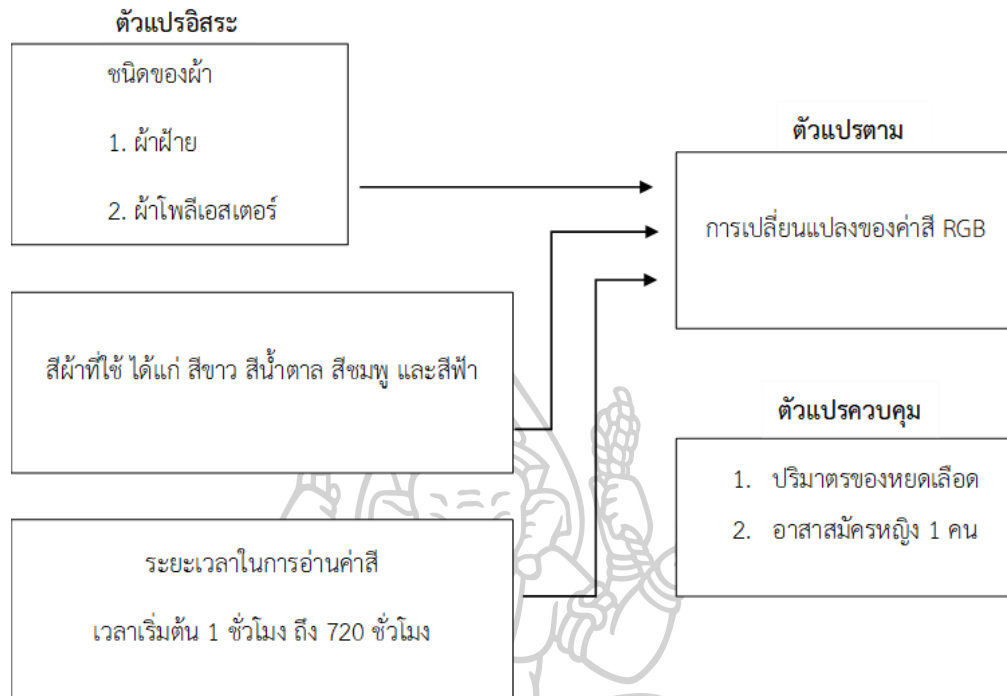 ตัวแปรอิสระ
ชนิดของผ้า
1. ผ้าฝ้าย
2. ผ้าโพลีเอสเตอร์
สีผ้าที่ใช้ ได้แก่ สีขาว สีน้ำตาล สีชมพู และสีฟ้า
ระยะเวลาในการอ่านค่าสี
เวลาเริ่มต้น 1 ชั่วโมง ถึง 720 ชั่วโมง
ตัวแปรตาม
การเปลี่ยนแปลงของค่าสี RGB
ตัวแปรควบคุม
1. ปริมาตรของหยดเลือด
2. อาสาสมัครหญิง 1 คน